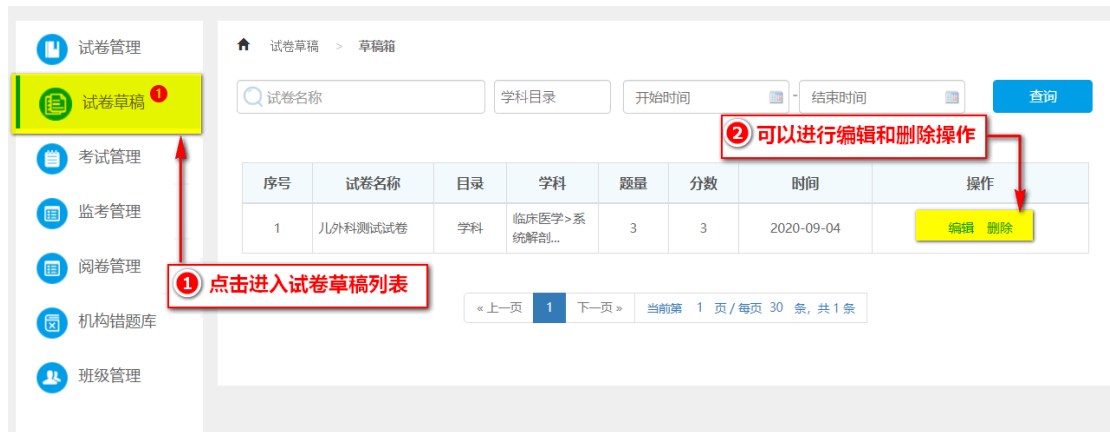 试卷管理
试卷草稿 1
考试管理
监考管理
阅卷管理
机构错题库
班级管理
试卷草稿 > 草稿箱
试卷名称 学科目录 开始时间 - 结束时间 查询
2 可以进行编辑和删除操作
序号 试卷名称 目录 学科 题量 分数 时间 操作
1 儿外科测试试卷 学科 临床医学>系 3 3 2020-09-04 编辑 删除
统解剖...
1 点击进入试卷草稿列表
«上一页 1 下一页» 当前第 1 页/每页 30 条, 共1条